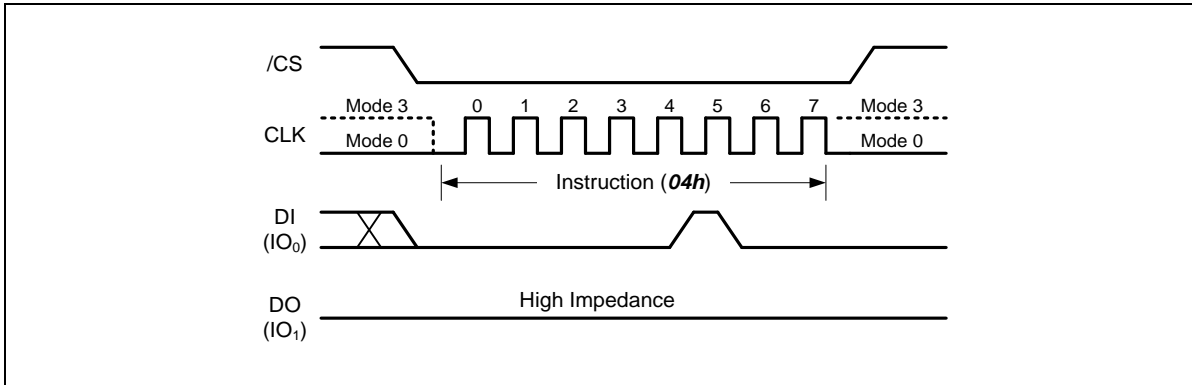 /CS
Mode 3 0 1 2 3 4 5 6 7 Mode 3
CLK
Mode 0 Mode 0
Instruction (04h)
DI
(IO₀)
High Impedance
DO
(IO₁)